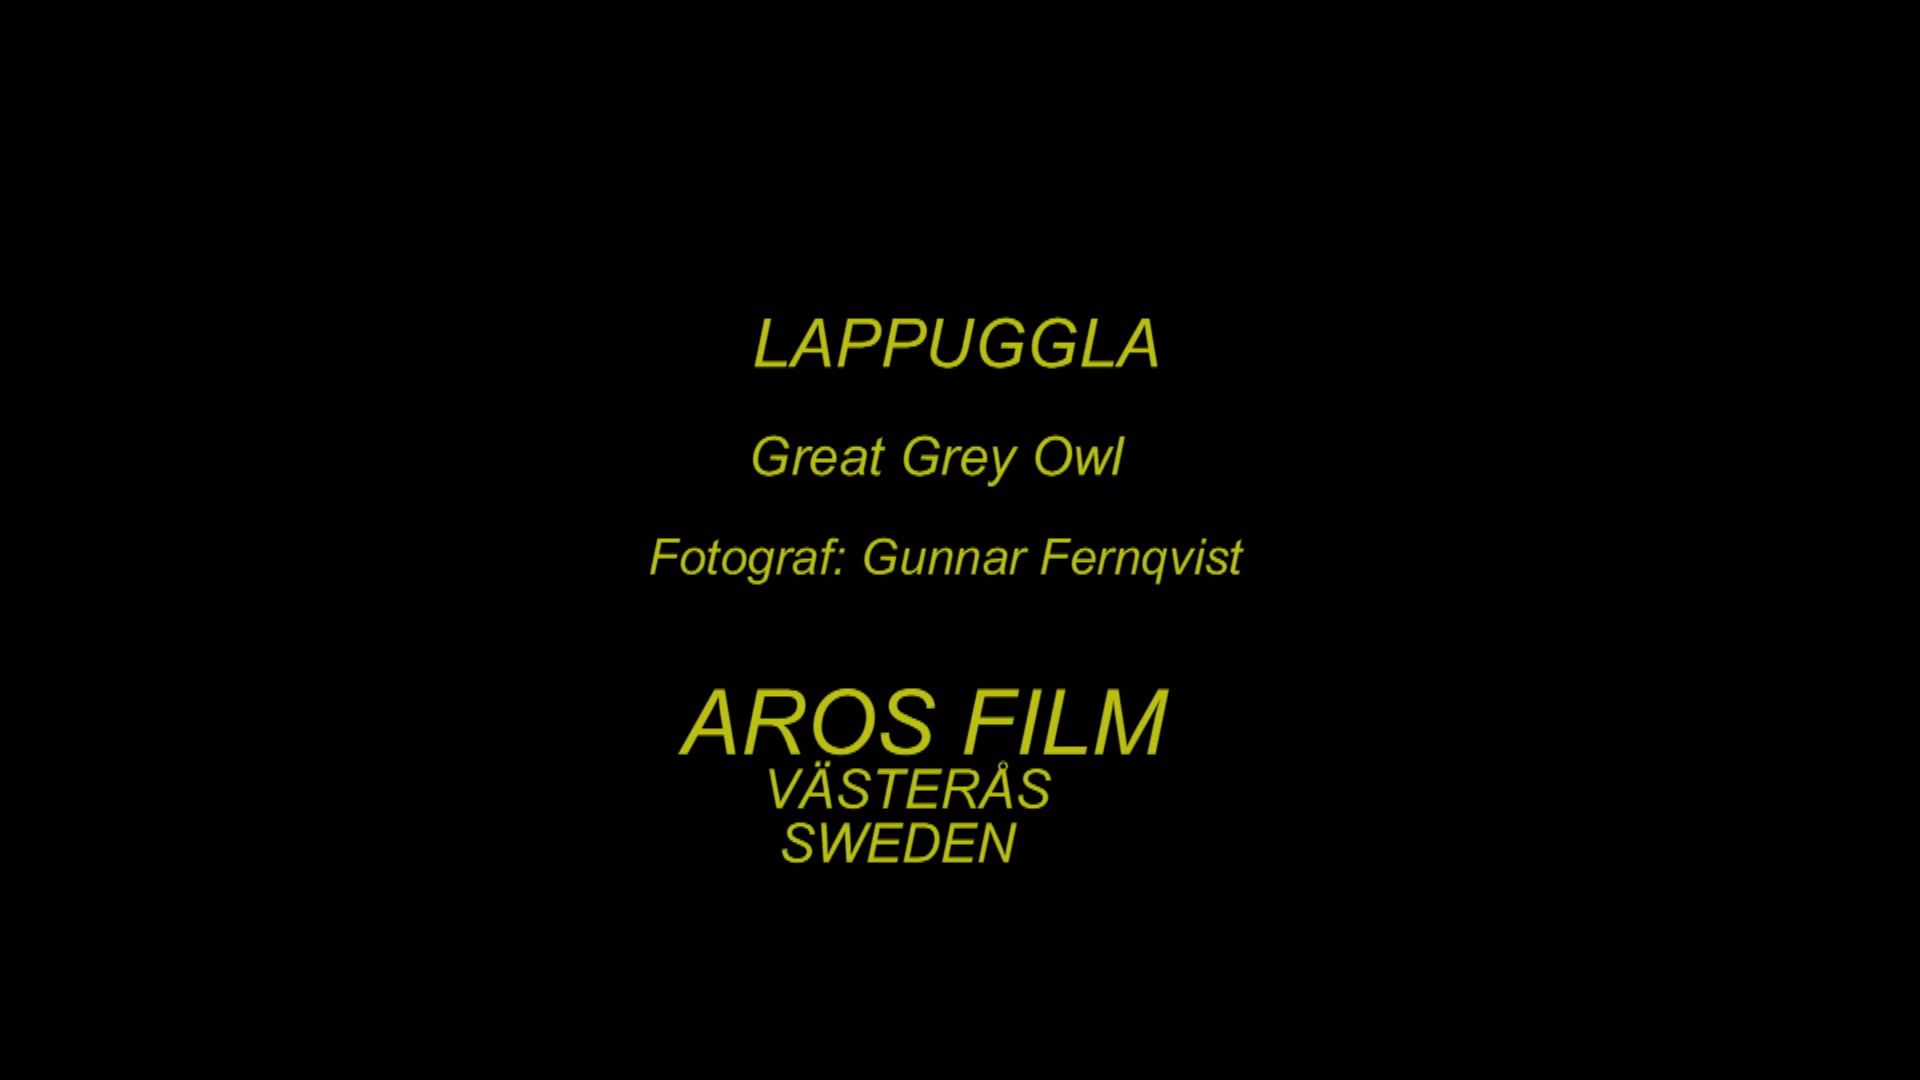 LAPPUGGLA
Great Grey Owl
Fotograf: Gunnar Fernqvist
AROS FILM
VÄSTERÅS
SWEDEN